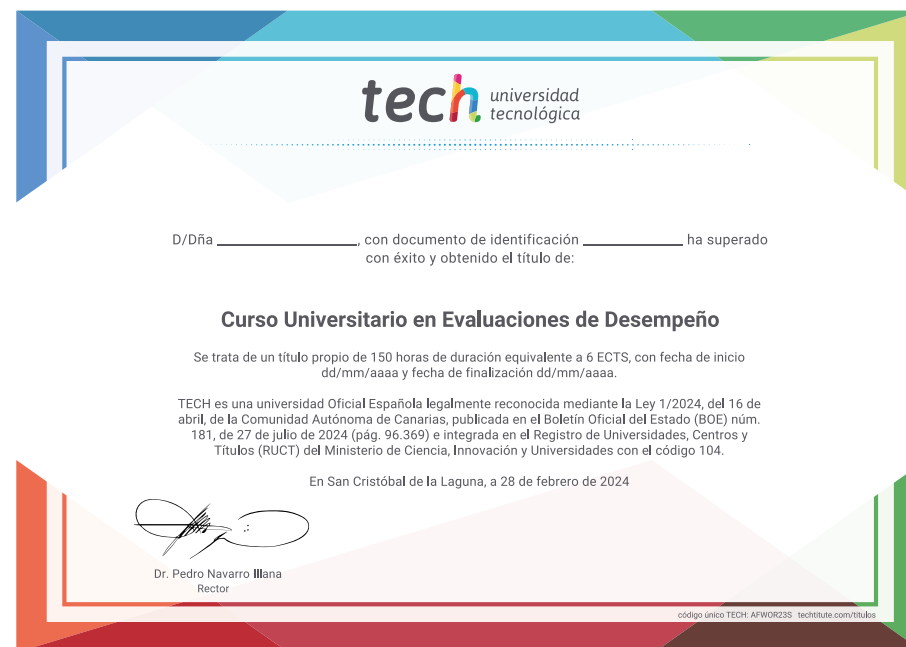 tech universidad
tecnológica
D/Dña ________________, con documento de identificación ____________ ha superado
con éxito y obtenido el título de:
Curso Universitario en Evaluaciones de Desempeño
Se trata de un título propio de 150 horas de duración equivalente a 6 ECTS, con fecha de inicio
dd/mm/aaaa y fecha de finalización dd/mm/aaaa.
TECH es una universidad Oficial Española legalmente reconocida mediante la Ley 1/2024, del 16 de
abril, de la Comunidad Autónoma de Canarias, publicada en el Boletín Oficial del Estado (BOE) núm.
181, de 27 de julio de 2024 (pág. 96.369) e integrada en el Registro de Universidades, Centros y
Títulos (RUCT) del Ministerio de Ciencia, Innovación y Universidades con el código 104.
En San Cristóbal de la Laguna, a 28 de febrero de 2024
Dr. Pedro Navarro Illana
Rector
código único TECH: AFWOR23S techtitute.com/titulos